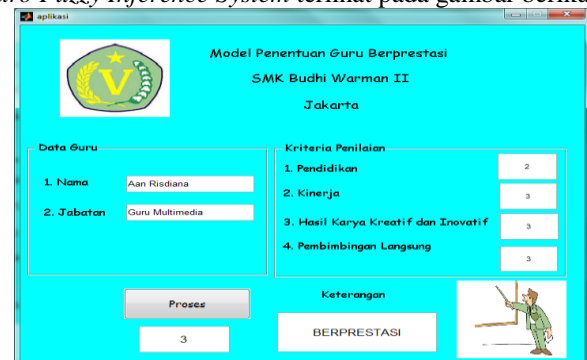 Fuzzy Inference System terlihat pada gambar berikut
aplikasi
Model Penentuan Guru Berprestasi
SMK Budhi Warman II
Jakarta
V
Data Guru
1. Nama
Aan Risdiana
2. Jabatan
Guru Multimedia
Kriteria Penilaian
1. Pendidikan
2
2. Kinerja
3
3. Hasil Karya Kreatif dan Inovatif
3
4. Pembimbingan Langsung
3
Proses
3
Keterangan
BERPRESTASI